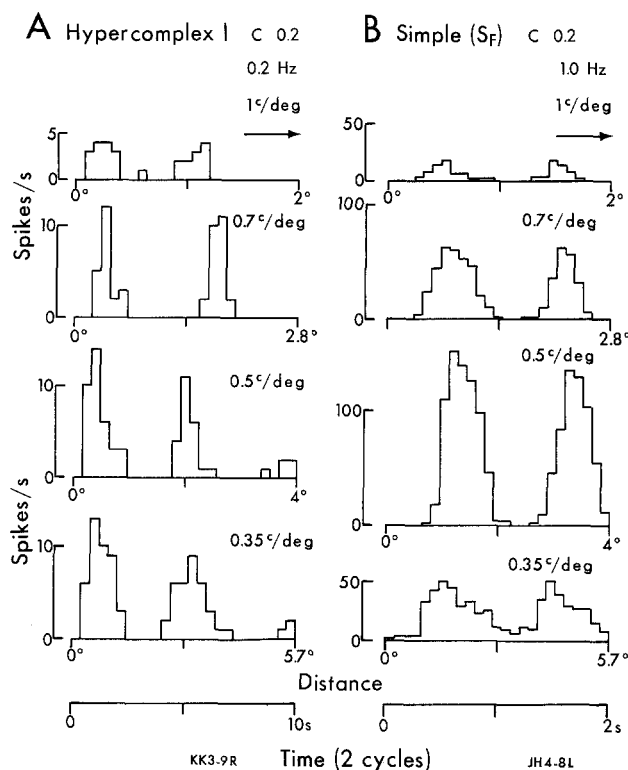 A Hypercomplex I C 0.2
0.2 Hz
1c/deg
5
0
0° 2°
Spikes/s
0.7c/deg
10
0
0° 2.8°
0.5c/deg
10
0
0° 4°
Spikes/s
0.35c/deg
10
0
0° 5.7°
B Simple (SF) C 0.2
1.0 Hz
1c/deg
50
0
0° 2°
100
0.7c/deg
0
0° 2.8°
0.5c/deg
100
0
0° 4°
0.35c/deg
50
0
0° 5.7°
Distance
0 10s
0 2s
KK3-9R Time (2 cycles) JH4-8L